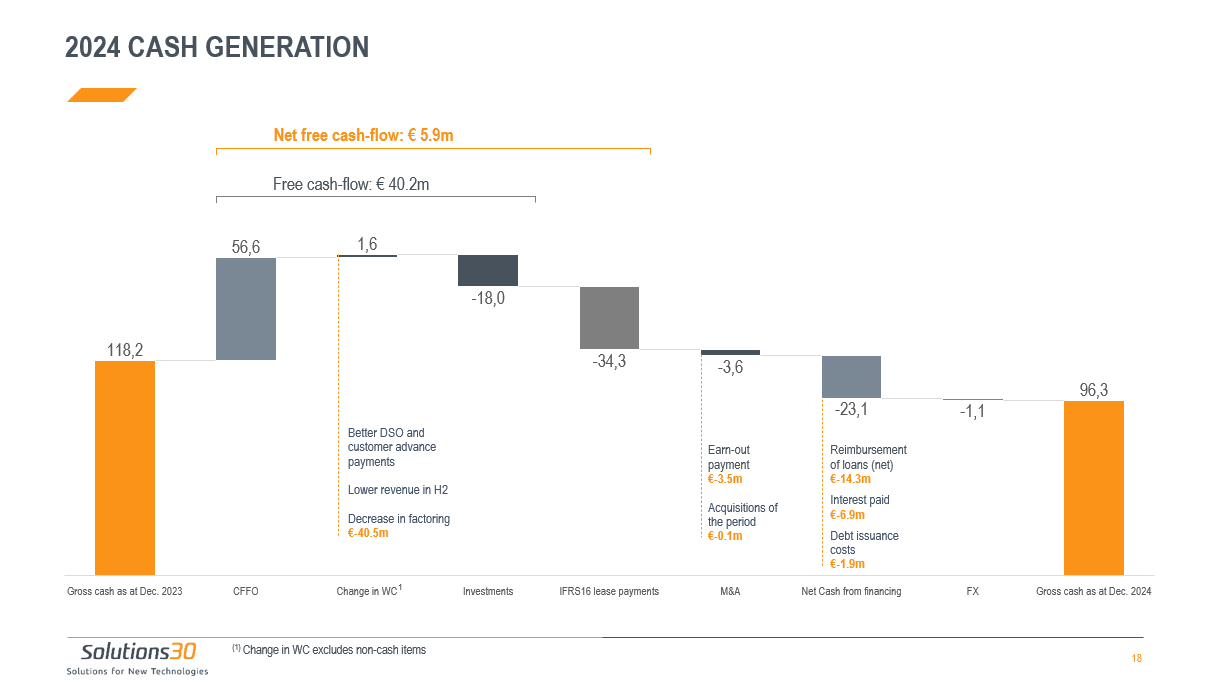 2024 CASH GENERATION
Net free cash-flow: € 5.9m
Free cash-flow: € 40.2m
118,2
56,6
1,6
-18,0
-34,3
-3,6
-23,1
-1,1
96,3
Better DSO and
customer advance
payments
Lower revenue in H2
Decrease in factoring
€-40.5m
Earn-out
payment
€-3.5m
Acquisitions of
the period
€-0.1m
Reimbursement
of loans (net)
€-14.3m
Interest paid
€-6.9m
Debt issuance
costs
€-1.9m
Gross cash as at Dec. 2023
CFFO
Change in WC¹
Investments
IFRS16 lease payments
M&A
Net Cash from financing
FX
Gross cash as at Dec. 2024
Solutions30
Solutions for New Technologies
(1) Change in WC excludes non-cash items
18